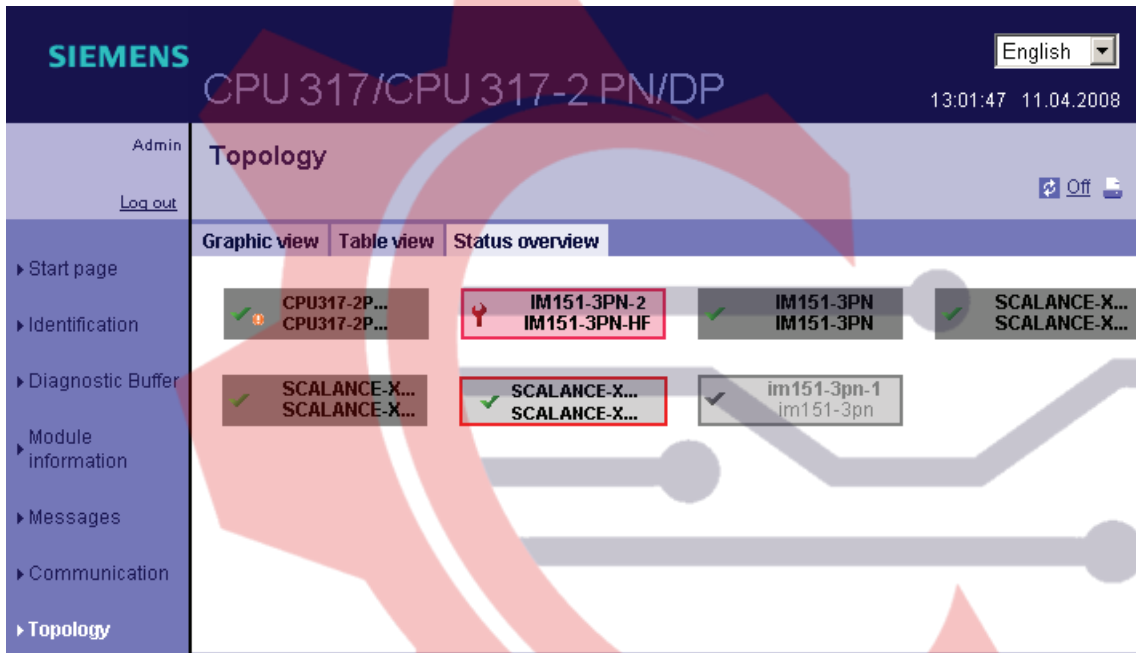 SIEMENS
CPU 317/CPU 317-2 PN/DP
English
13:01:47 11.04.2008
Admin
Log out
Topology
Off
Graphic view Table view Status overview
Start page
Identification
Diagnostic Buffer
Module
information
Messages
Communication
Topology
CPU317-2P...
CPU317-2P...
IM151-3PN-2
IM151-3PN-HF
IM151-3PN
IM151-3PN
SCALANCE-X...
SCALANCE-X...
SCALANCE-X...
SCALANCE-X...
SCALANCE-X...
SCALANCE-X...
im151-3pn-1
im151-3pn